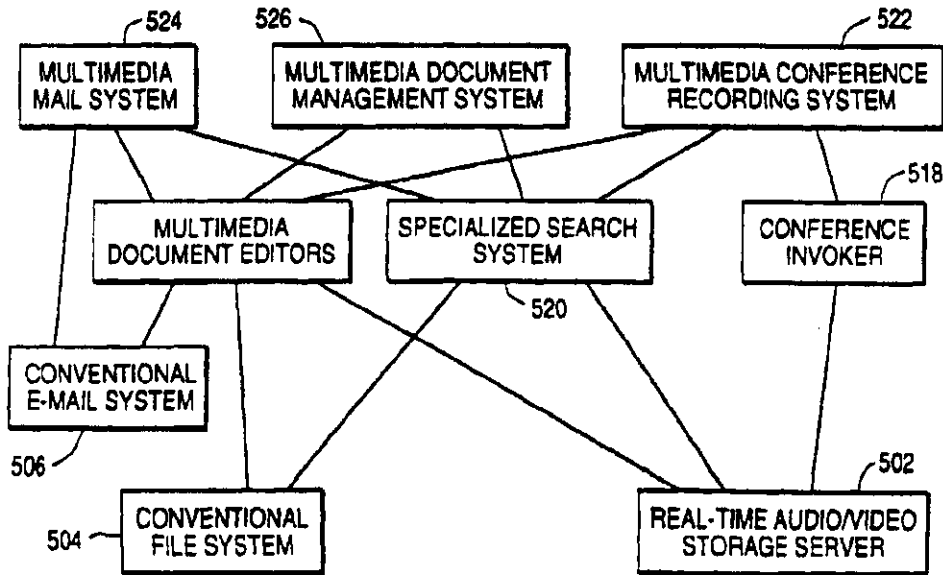 524
526
522
MULTIMEDIA
MAIL SYSTEM
MULTIMEDIA DOCUMENT
MANAGEMENT SYSTEM
MULTIMEDIA CONFERENCE
RECORDING SYSTEM
518
MULTIMEDIA
DOCUMENT EDITORS
SPECIALIZED SEARCH
SYSTEM
CONFERENCE
INVOKER
520
CONVENTIONAL
E-MAIL SYSTEM
506
502
504
CONVENTIONAL
FILE SYSTEM
REAL-TIME AUDIO/VIDEO
STORAGE SERVER